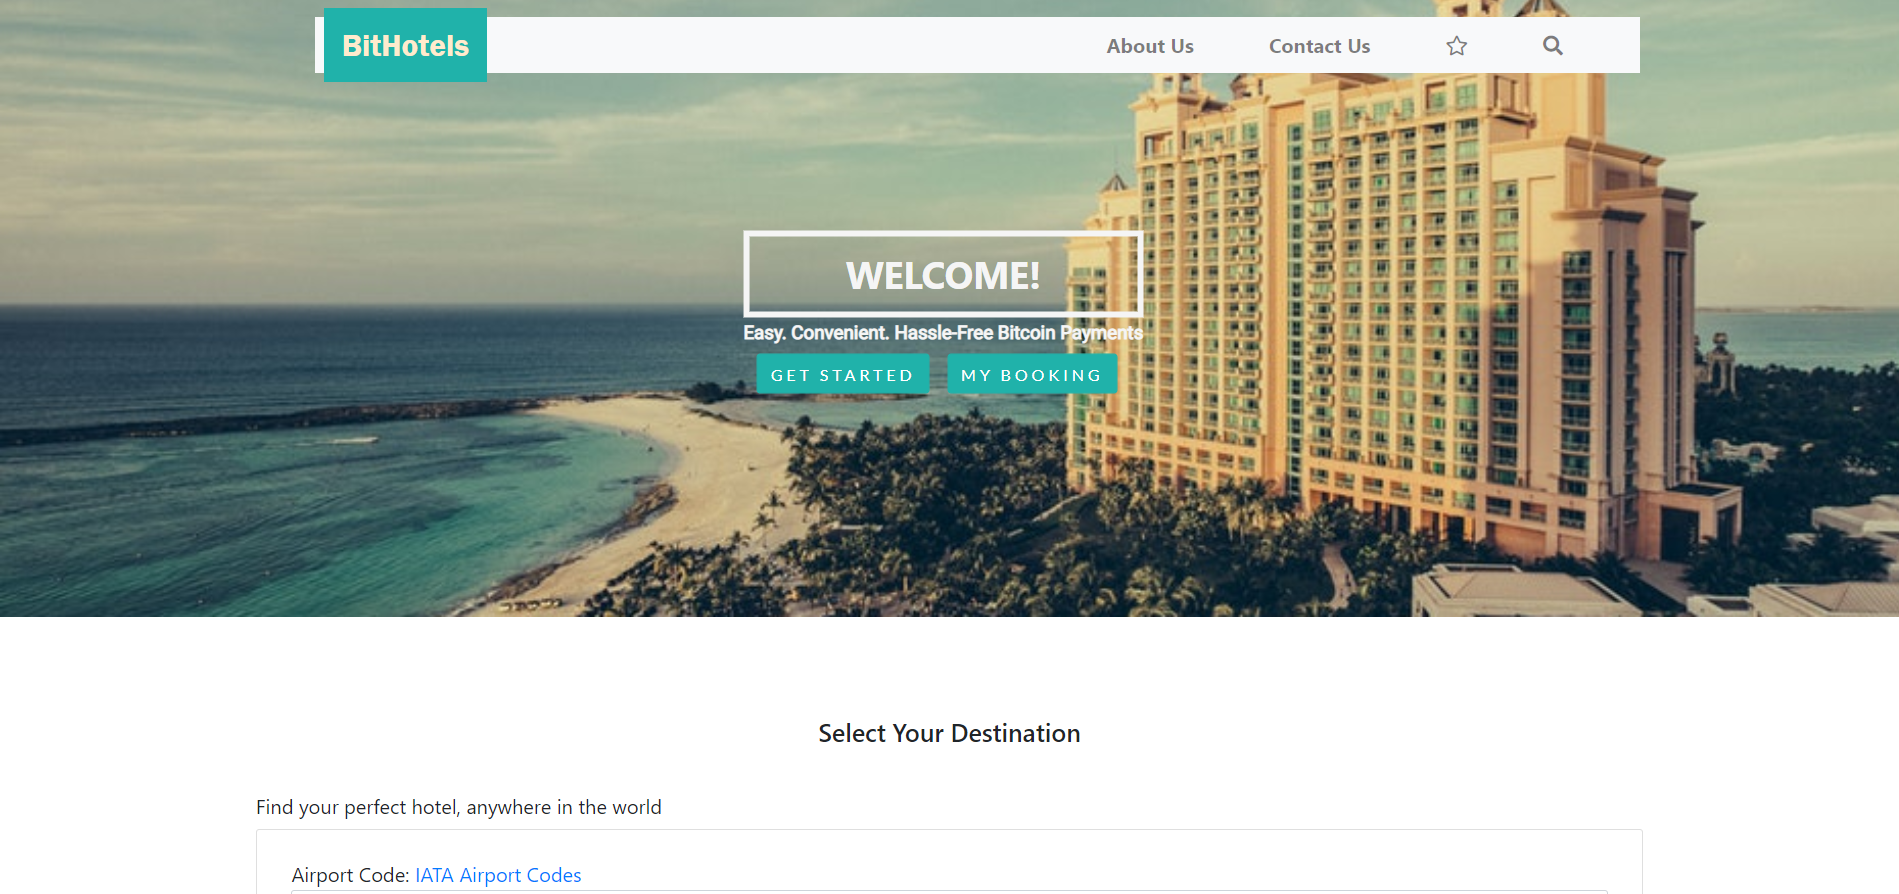 BitHotels
About Us
Contact Us
WELCOME!
Easy. Convenient. Hassle-Free Bitcoin Payments
GET STARTED
MY BOOKING
Select Your Destination
Find your perfect hotel, anywhere in the world
Airport Code: IATA Airport Codes